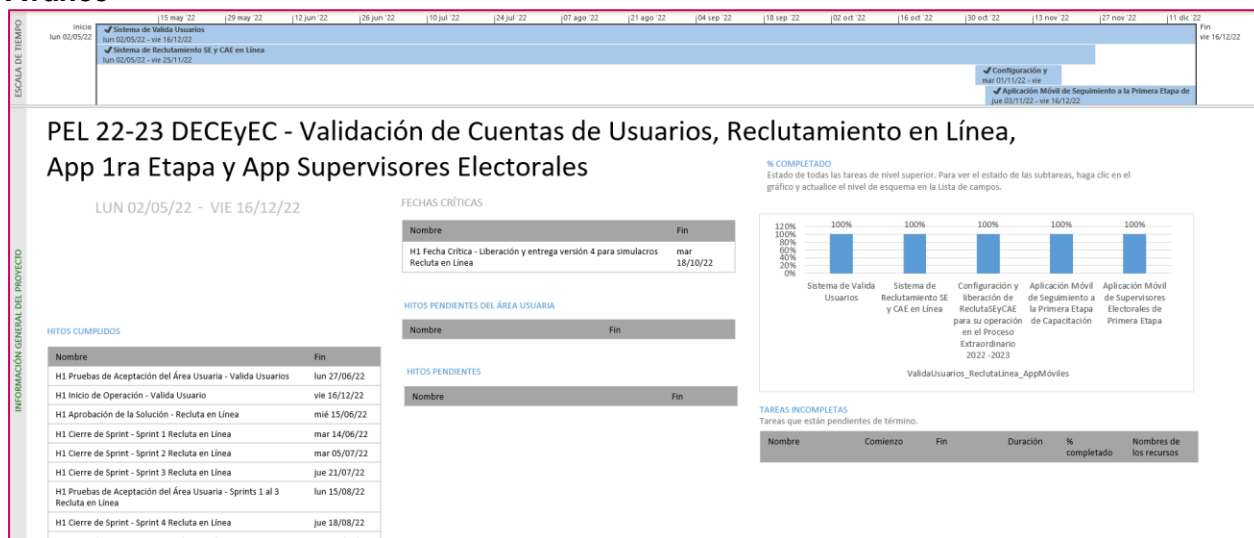 ESCALA DE TIEMPO
15 may '22 29 may '22 12 jun '22 26 jun '22 10 jul '22 24 jul '22 07 ago '22 21 ago '22 04 sep '22 18 sep '22 02 oct '22 16 oct '22 30 oct '22 13 nov '22 27 nov '22 11 dic '22
Inicio
lun 02/05/22
Sistema de Valida Usuarios
lun 02/05/22 - vie 16/12/22
Sistema de Reclutamiento SE y CAE en Línea
lun 02/05/22 - vie 25/11/22
Configuración y
mar 01/11/22 - vie
Aplicación Móvil de Seguimiento a la Primera Etapa de
jue 03/11/22 - vie 16/12/22
Fin
vie 16/12/22
INFORMACIÓN GENERAL DEL PROYECTO
PEL 22-23 DECEyEC - Validación de Cuentas de Usuarios, Reclutamiento en Línea,
App 1ra Etapa y App Supervisores Electorales
LUN 02/05/22 - VIE 16/12/22
HITOS CUMPLIDOS
Nombre Fin
H1 Pruebas de Aceptación del Área Usuaria - Valida Usuarios lun 27/06/22
H1 Inicio de Operación - Valida Usuario vie 16/12/22
H1 Aprobación de la Solución - Recluta en Línea mié 15/06/22
H1 Cierre de Sprint - Sprint 1 Recluta en Línea mar 14/06/22
H1 Cierre de Sprint - Sprint 2 Recluta en Línea mar 05/07/22
H1 Cierre de Sprint - Sprint 3 Recluta en Línea jue 21/07/22
H1 Pruebas de Aceptación del Área Usuaria - Sprints 1 al 3 lun 15/08/22
Recluta en Línea
H1 Cierre de Sprint - Sprint 4 Recluta en Línea jue 18/08/22
FECHAS CRÍTICAS
Nombre Fin
H1 Fecha Crítica - Liberación y entrega versión 4 para simulacros mar
Recluta en Línea 18/10/22
HITOS PENDIENTES DEL ÁREA USUARIA
Nombre Fin
HITOS PENDIENTES
Nombre Fin
% COMPLETADO
Estado de todas las tareas de nivel superior. Para ver el estado de las subtareas, haga clic en el
gráfico y actualice el nivel de esquema en la Lista de campos.
120%
100%
80%
60%
40%
20%
0%
100% 100% 100% 100% 100%
Sistema de Valida Sistema de Configuración y Aplicación Móvil Aplicación Móvil
Usuarios Reclutamiento SE liberación de de Seguimiento a de Supervisores
y CAE en Línea ReclutaSEyCAE la Primera Etapa Electorales de
para su operación de Capacitación Primera Etapa
en el Proceso
Extraordinario
2022 -2023
ValidaUsuarios_ReclutaLínea_AppMóviles
TAREAS INCOMPLETAS
Tareas que están pendientes de término.
Nombre Comienzo Fin Duración % Nombres de
completado los recursos